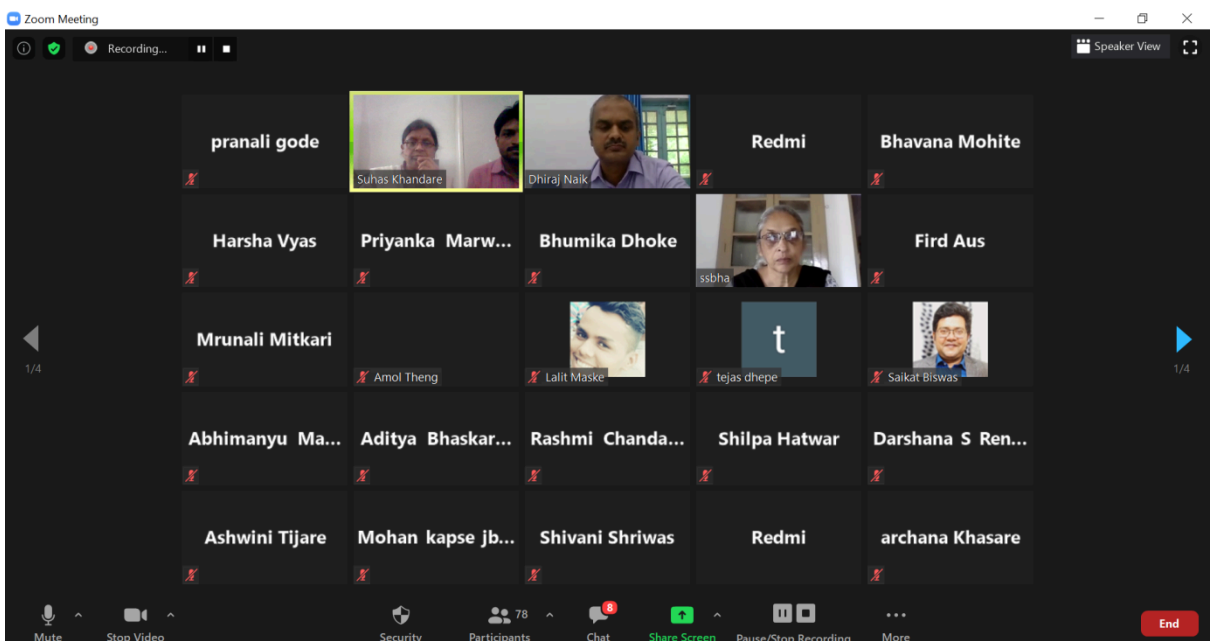 Zoom Meeting
Recording...
Speaker View
pranali gode
Suhas Khandare
Dhiraj Naik
Redmi
Bhavana Mohite
Harsha Vyas
Priyanka Marw...
Bhumika Dhoke
ssbha
Fird Aus
Mrunali Mitkari
Amol Theng
Lalit Maske
t
tejas dhepe
Saikat Biswas
1/4
1/4
Abhimanyu Ma...
Aditya Bhaskar...
Rashmi Chanda...
Shilpa Hatwar
Darshana S Ren...
Ashwini Tijare
Mohan kapse jb...
Shivani Shriwas
Redmi
archana Khasare
78
8
Mute
Stop Video
Security
Participants
Chat
Share Screen
Pause/Stop Recording
More
End